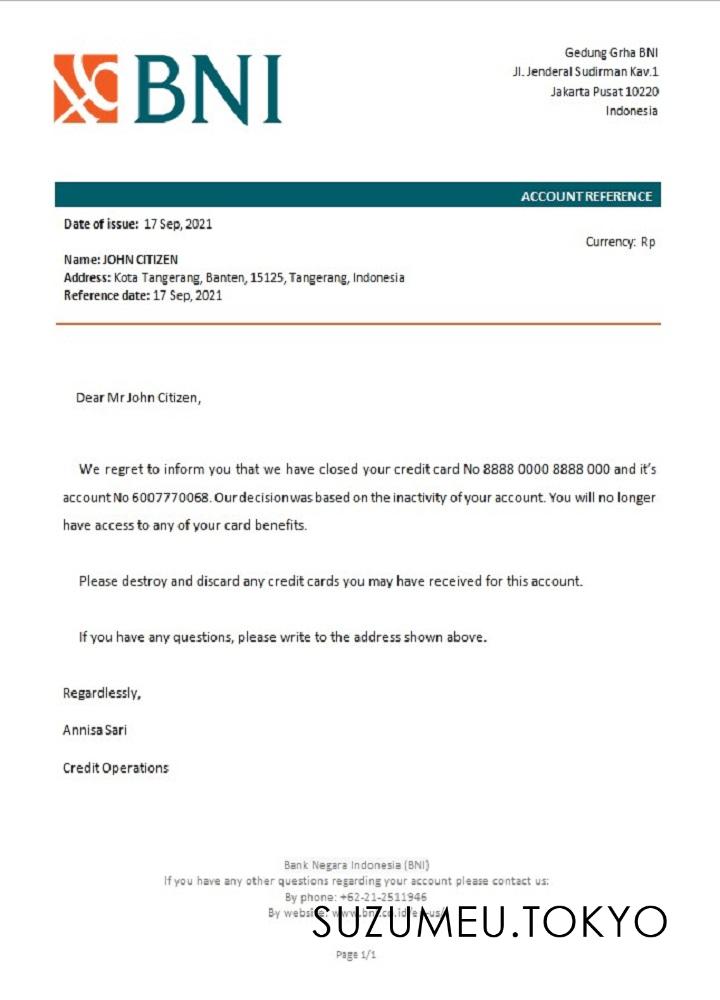 BNI
Gedung Grha BNI
Jl. Jenderal Sudirman Kav.1
Jakarta Pusat 10220
Indonesia
ACCOUNT REFERENCE
Date of issue: 17 Sep, 2021
Currency: Rp
Name: JOHN CITIZEN
Address: Kota Tangerang, Banten, 15125, Tangerang, Indonesia
Reference date: 17 Sep, 2021
Dear Mr John Citizen,
We regret to inform you that we have closed your credit card No 8888 0000 8888 000 and it's
account No 6007770068. Our decision was based on the inactivity of your account. You will no longer
have access to any of your card benefits.
Please destroy and discard any credit cards you may have received for this account.
If you have any questions, please write to the address shown above.
Regardlessly,
Annisa Sari
Credit Operations
Bank Negara Indonesia (BNI)
If you have any other questions regarding your account please contact us:
By phone: +62-21-2511946
By website:
SUZUMEU.TOKYO
Page 1/1